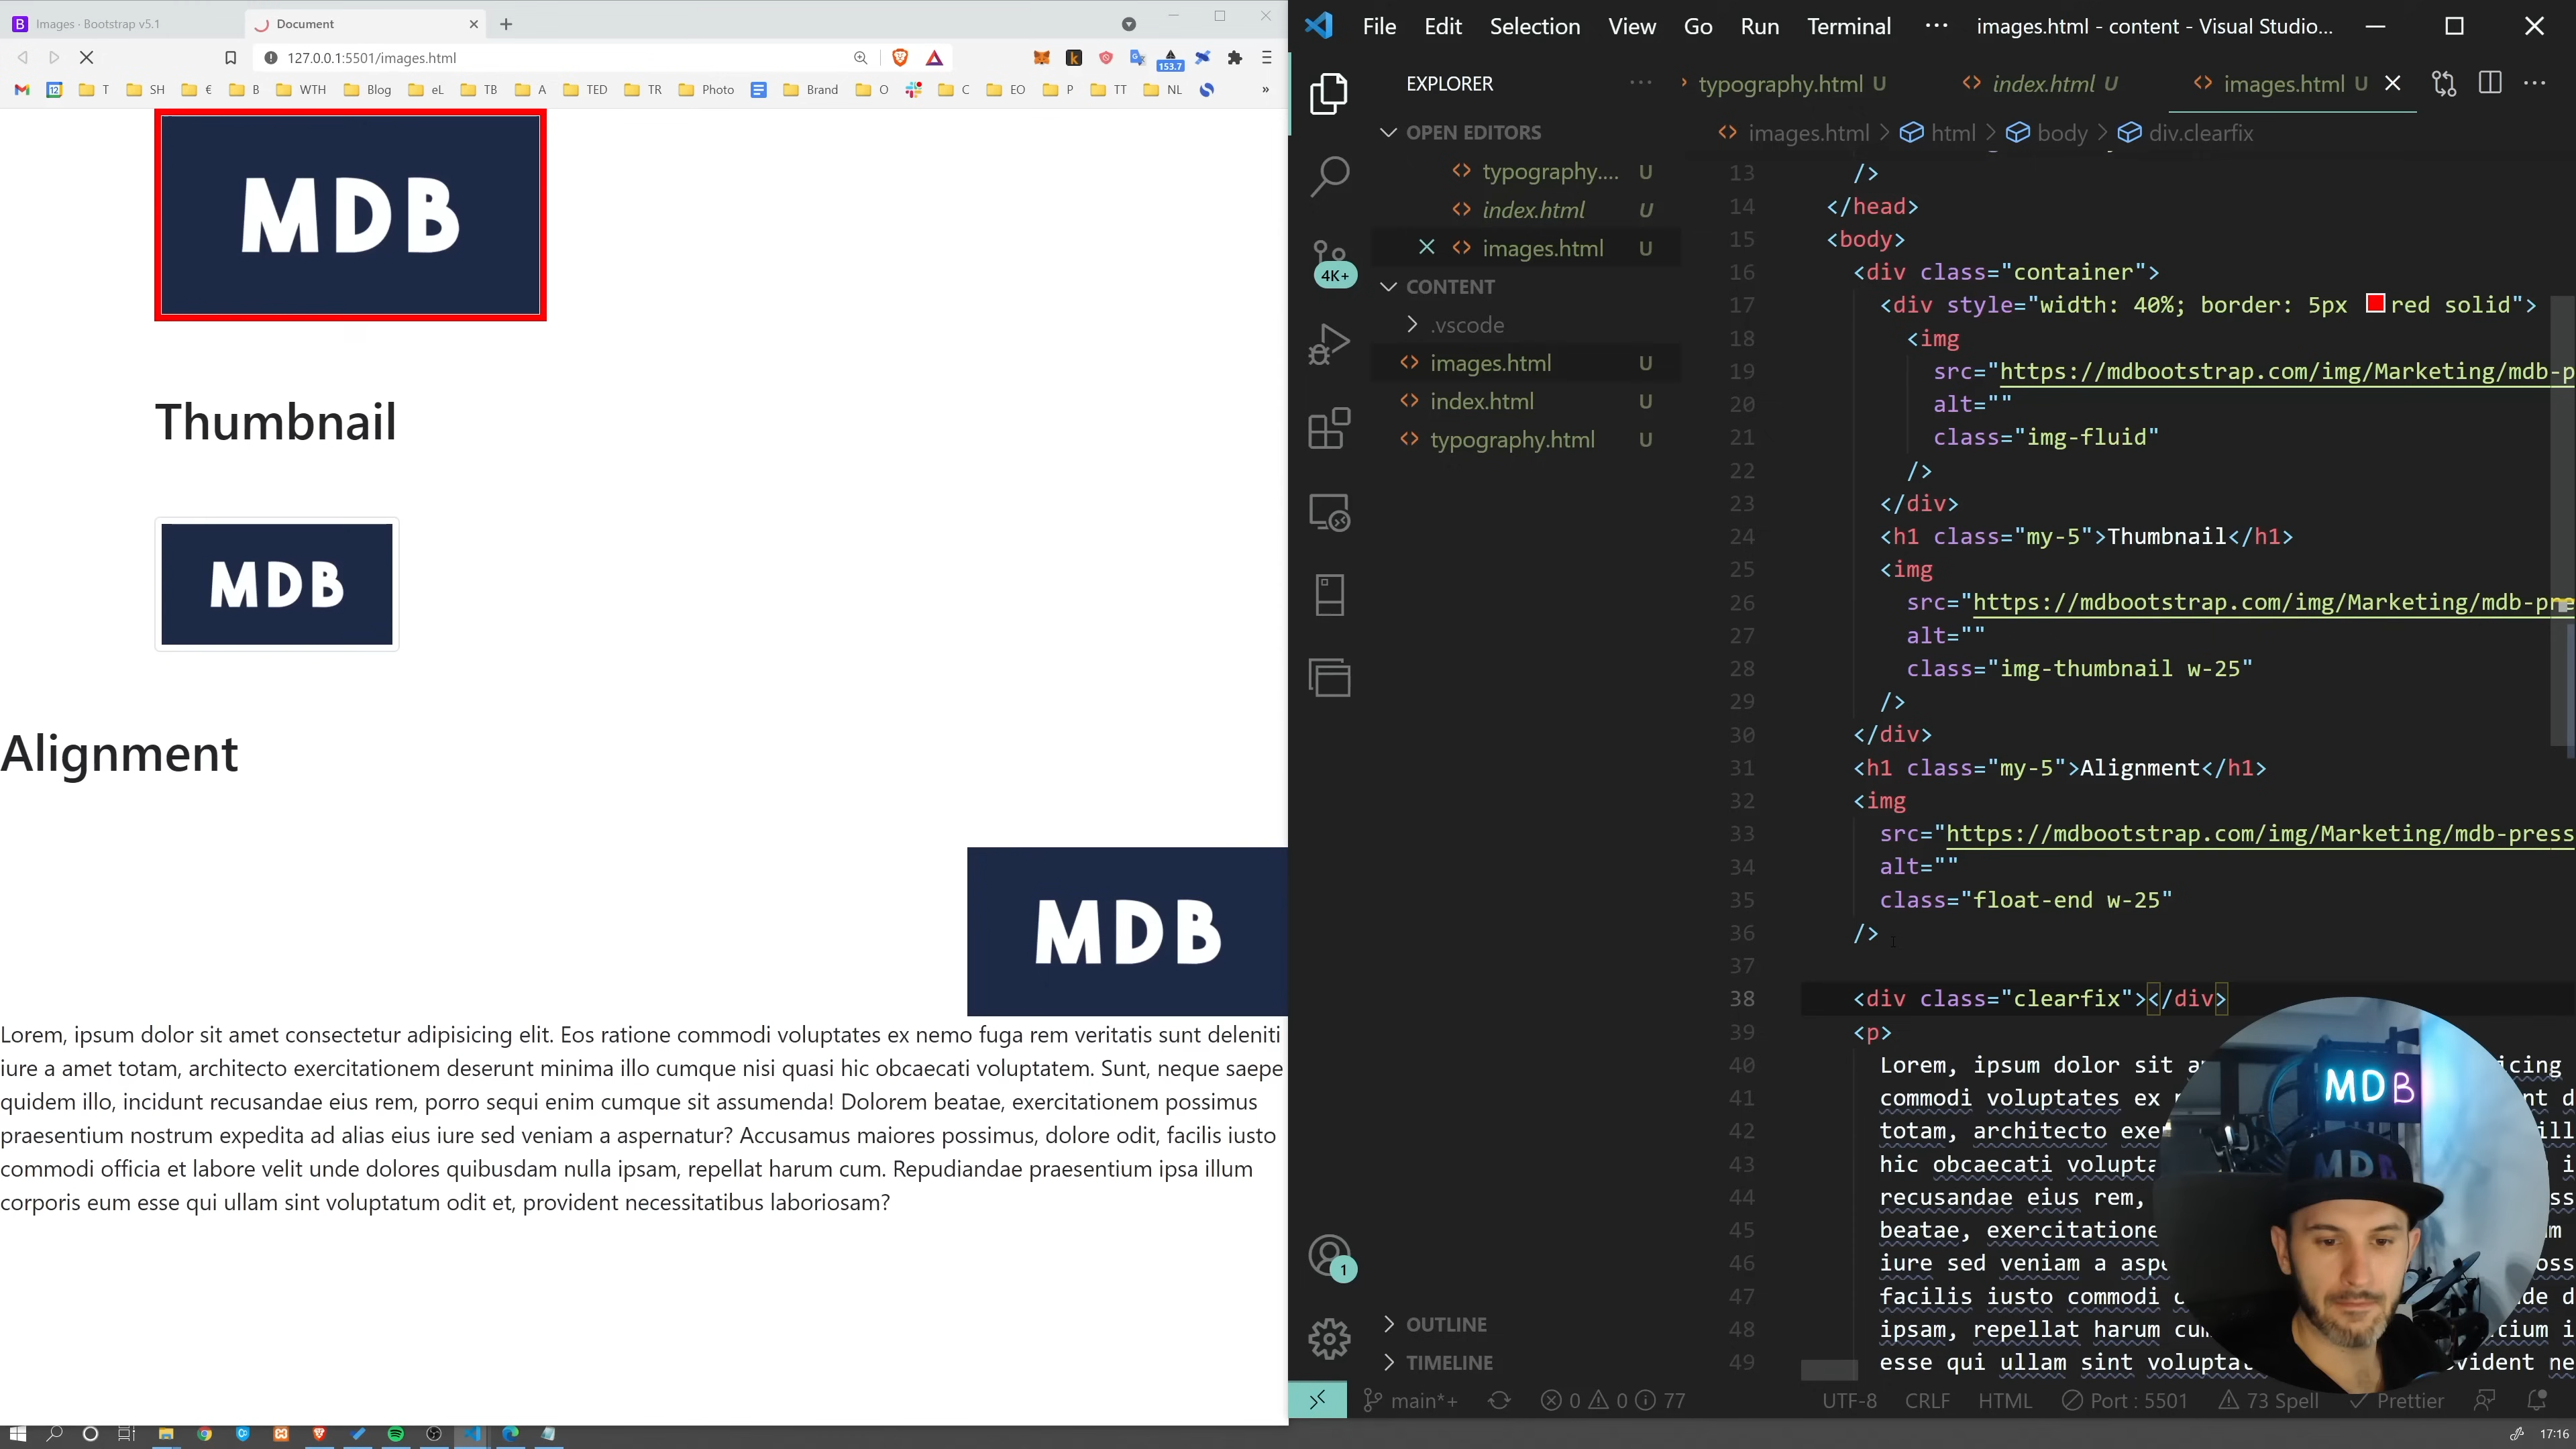 Images · Bootstrap v5.1
Document
127.0.0.1:5501/images.html
153.7
12
T
SH
€
B
WTH
Blog
eL
TB
A
TED
TR
Photo
Brand
O
C
EO
P
TT
NL
»
MDB
Thumbnail
MDB
Alignment
MDB
Lorem, ipsum dolor sit amet consectetur adipisicing elit. Eos ratione commodi voluptates ex nemo fuga rem veritatis sunt deleniti
iure a amet totam, architecto exercitationem deserunt minima illo cumque nisi quasi hic obcaecati voluptatem. Sunt, neque saepe
quidem illo, incidunt recusandae eius rem, porro sequi enim cumque sit assumenda! Dolorem beatae, exercitationem possimus
praesentium nostrum expedita ad alias eius iure sed veniam a aspernatur? Accusamus maiores possimus, dolore odit, facilis iusto
commodi officia et labore velit unde dolores quibusdam nulla ipsam, repellat harum cum. Repudiandae praesentium ipsa illum
corporis eum esse qui ullam sint voluptatum odit et, provident necessitatibus laboriosam?
File Edit Selection View Go Run Terminal ··· images.html - content - Visual Studio...
EXPLORER
typography.html U
index.html U
images.html U
OPEN EDITORS
typography.... U
index.html U
images.html U
CONTENT
.vscode
images.html U
index.html U
typography.html U
OUTLINE
TIMELINE
4K+
1
images.html > html > body > div.clearfix
13 />
14 </head>
15 <body>
16 <div class="container">
17 <div style="width: 40%; border: 5px red solid">
18 <img
19 src="https://mdbootstrap.com/img/Marketing/mdb-p
20 alt=""
21 class="img-fluid"
22 />
23 </div>
24 <h1 class="my-5">Thumbnail</h1>
25 <img
26 src="https://mdbootstrap.com/img/Marketing/mdb-pre
27 alt=""
28 class="img-thumbnail w-25"
29 />
30 </div>
31 <h1 class="my-5">Alignment</h1>
32 <img
33 src="https://mdbootstrap.com/img/Marketing/mdb-press
34 alt=""
35 class="float-end w-25"
36 />
37
38 <div class="clearfix"></div>
39 <p>
40 Lorem, ipsum dolor sit a icing
41 commodi voluptates ex
42 totam, architecto exe ill
43 hic obcaecati volupta
44 recusandae eius rem,
45 beatae, exercitatione
46 iure sed veniam a asp
47 facilis iusto commodi
48 ipsam, repellat harum cum tium i
49 esse qui ullam sint volupta vident ne
MDB
MDB
main*+ 0 0 77 UTF-8 CRLF HTML Port : 5501 73 Spell Prettier
17:16